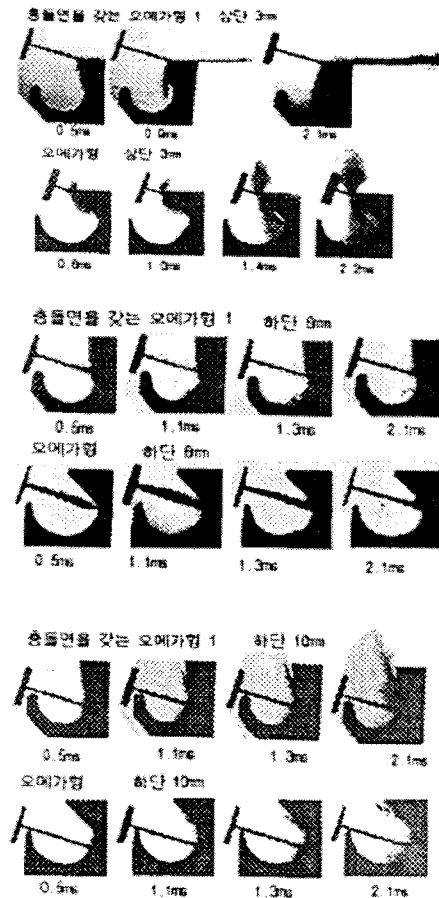 충돌면을 갖는 오메가형 1 상단 3mm
0.5ms 0.9ms 2.1ms
오메가형 상단 3mm
0.8ms 1.0ms 1.4ms 2.2ms
충돌면을 갖는 오메가형 1 하단 8mm
0.5ms 1.1ms 1.3ms 2.1ms
오메가형 하단 8mm
0.5ms 1.1ms 1.3ms 2.1ms
충돌면을 갖는 오메가형 1 하단 10mm
0.5ms 1.1ms 1.3ms 2.1ms
오메가형 하단 10mm
0.5ms 1.1ms 1.3ms 2.1ms